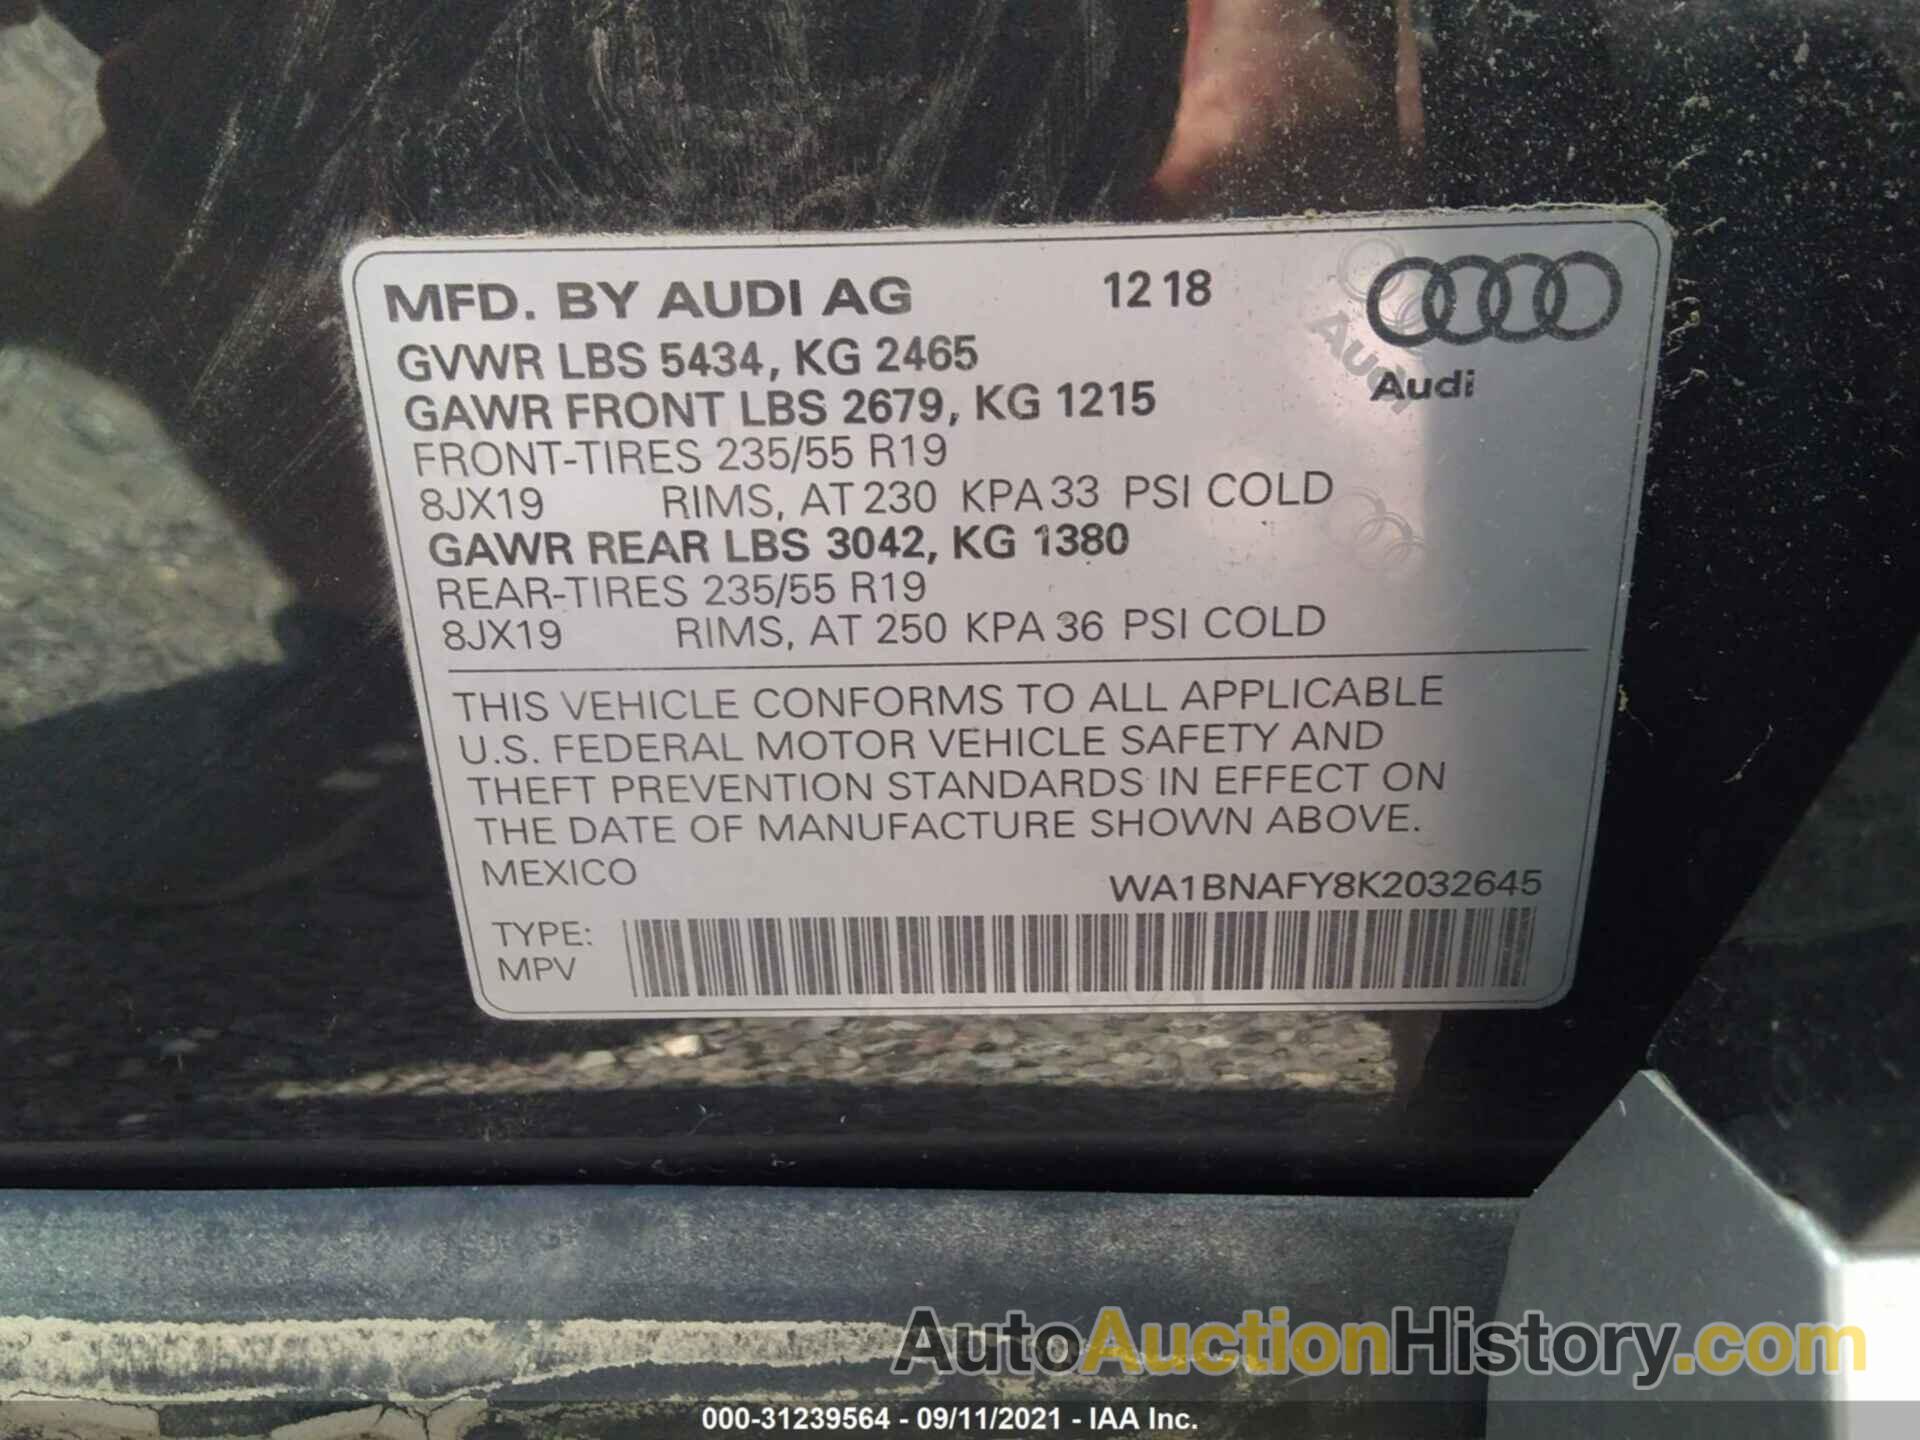 MFD. BY AUDI AG 12 18
GVWR LBS 5434, KG 2465
GAWR FRONT LBS 2679, KG 1215
Audi
FRONT-TIRES 235/55 R19
8JX19 RIMS, AT 230 KPA 33 PSI COLD
GAWR REAR LBS 3042, KG 1380
REAR-TIRES 235/55 R19
8JX19 RIMS, AT 250 KPA 36 PSI COLD
THIS VEHICLE CONFORMS TO ALL APPLICABLE
U.S. FEDERAL MOTOR VEHICLE SAFETY AND
THEFT PREVENTION STANDARDS IN EFFECT ON
THE DATE OF MANUFACTURE SHOWN ABOVE.
MEXICO
WA1BNAFY8K2032645
TYPE:
MPV
AutoAuctionHistory.com
000-31239564 - 09/11/2021 - IAA Inc.